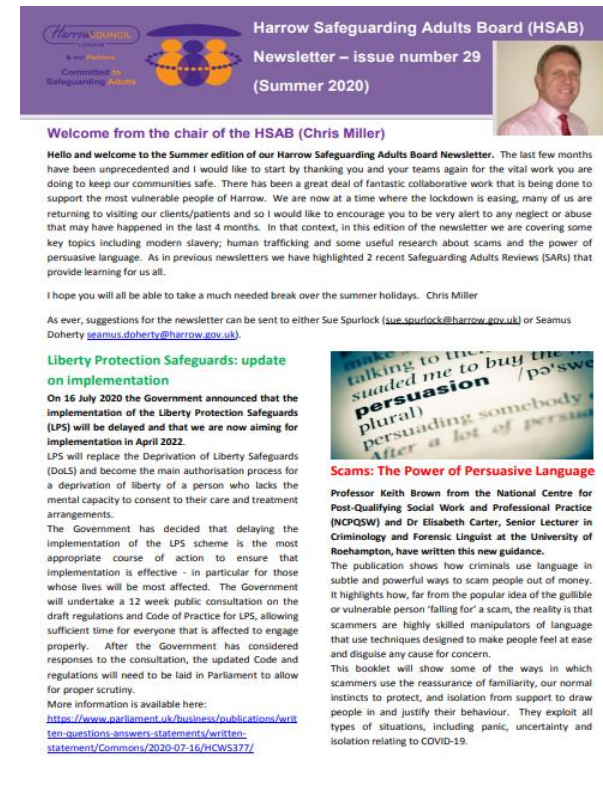 HarrowCOUNCIL
LONDON
& our Partners
Committed to
Safeguarding Adults
Harrow Safeguarding Adults Board (HSAB)
Newsletter – issue number 29
(Summer 2020)
Welcome from the chair of the HSAB (Chris Miller)
Hello and welcome to the Summer edition of our Harrow Safeguarding Adults Board Newsletter. The last few months
have been unprecedented and I would like to start by thanking you and your teams again for the vital work you are
doing to keep our communities safe. There has been a great deal of fantastic collaborative work that is being done to
support the most vulnerable people of Harrow. We are now at a time where the lockdown is easing, many of us are
returning to visiting our clients/patients and so I would like to encourage you to be very alert to any neglect or abuse
that may have happened in the last 4 months. In that context, in this edition of the newsletter we are covering some
key topics including modern slavery; human trafficking and some useful research about scams and the power of
persuasive language. As in previous newsletters we have highlighted 2 recent Safeguarding Adults Reviews (SARs) that
provide learning for us all.
I hope you will all be able to take a much needed break over the summer holidays. Chris Miller
As ever, suggestions for the newsletter can be sent to either Sue Spurlock (sue.spurlock@harrow.gov.uk) or Seamus
Doherty seamus.doherty@harrow.gov.uk).
Liberty Protection Safeguards: update
on implementation
On 16 July 2020 the Government announced that the
implementation of the Liberty Protection Safeguards
(LPS) will be delayed and that we are now aiming for
implementation in April 2022.
LPS will replace the Deprivation of Liberty Safeguards
(DoLS) and become the main authorisation process for
a deprivation of liberty of a person who lacks the
mental capacity to consent to their care and treatment
arrangements.
The Government has decided that delaying the
implementation of the LPS scheme is the most
appropriate course of action to ensure that
implementation is effective - in particular for those
whose lives will be most affected. The Government
will undertake a 12 week public consultation on the
draft regulations and Code of Practice for LPS, allowing
sufficient time for everyone that is affected to engage
properly. After the Government has considered
responses to the consultation, the updated Code and
regulations will need to be laid in Parliament to allow
for proper scrutiny.
More information is available here:
https://www.parliament.uk/business/publications/writ
ten-questions-answers-statements/written-
statement/Commons/2020-07-16/HCWS377/
talking to
suaded me to buy the
persuasion /pə'swe
plural)
persuading somebody
After a lot of persua
Scams: The Power of Persuasive Language
Professor Keith Brown from the National Centre for
Post-Qualifying Social Work and Professional Practice
(NCPQSW) and Dr Elisabeth Carter, Senior Lecturer in
Criminology and Forensic Linguist at the University of
Roehampton, have written this new guidance.
The publication shows how criminals use language in
subtle and powerful ways to scam people out of money.
It highlights how, far from the popular idea of the gullible
or vulnerable person 'falling for' a scam, the reality is that
scammers are highly skilled manipulators of language
that use techniques designed to make people feel at ease
and disguise any cause for concern.
This booklet will show some of the ways in which
scammers use the reassurance of familiarity, our normal
instincts to protect, and isolation from support to draw
people in and justify their behaviour. They exploit all
types of situations, including panic, uncertainty and
isolation relating to COVID-19.